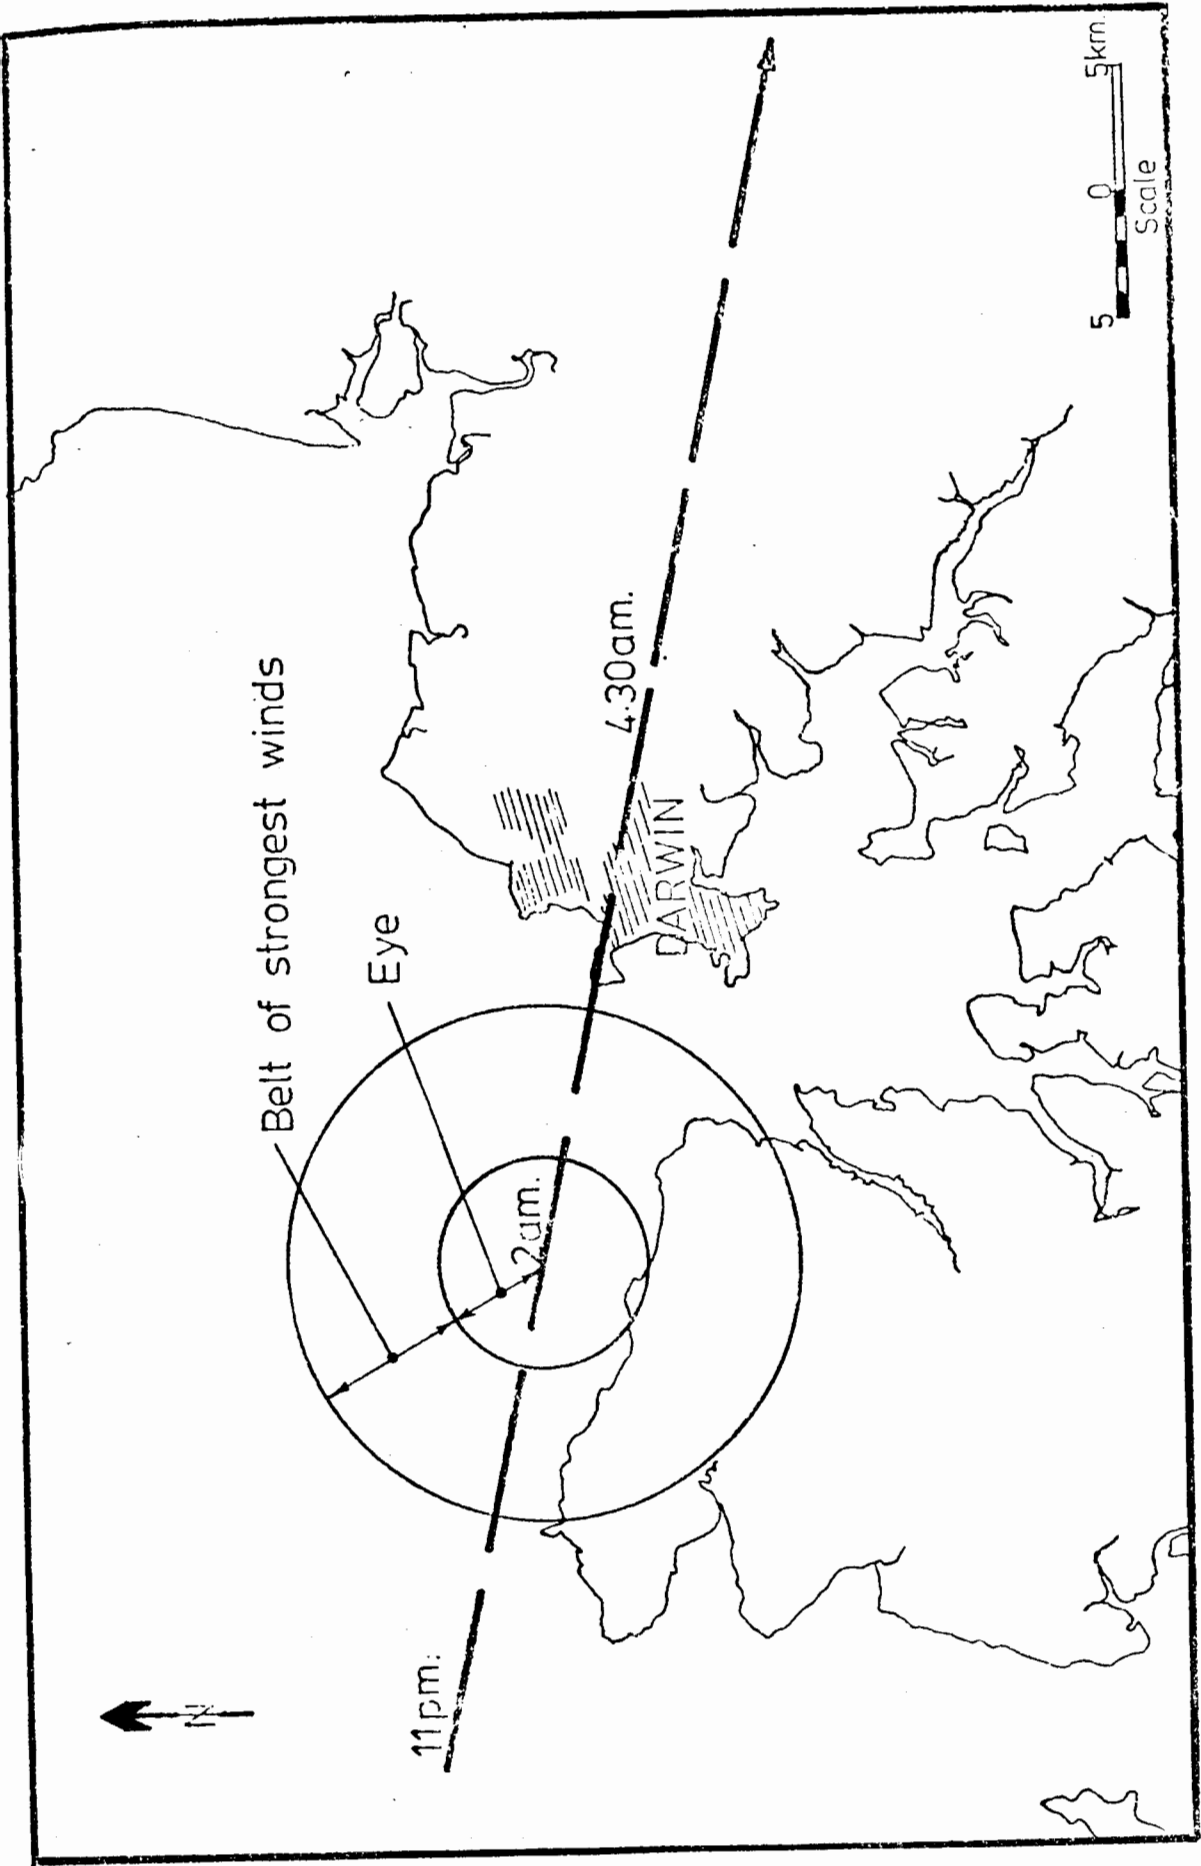 N
Belt of strongest winds
Eye
11pm.
2am.
4.30am.
DARWIN
5 0 5km.
Scale